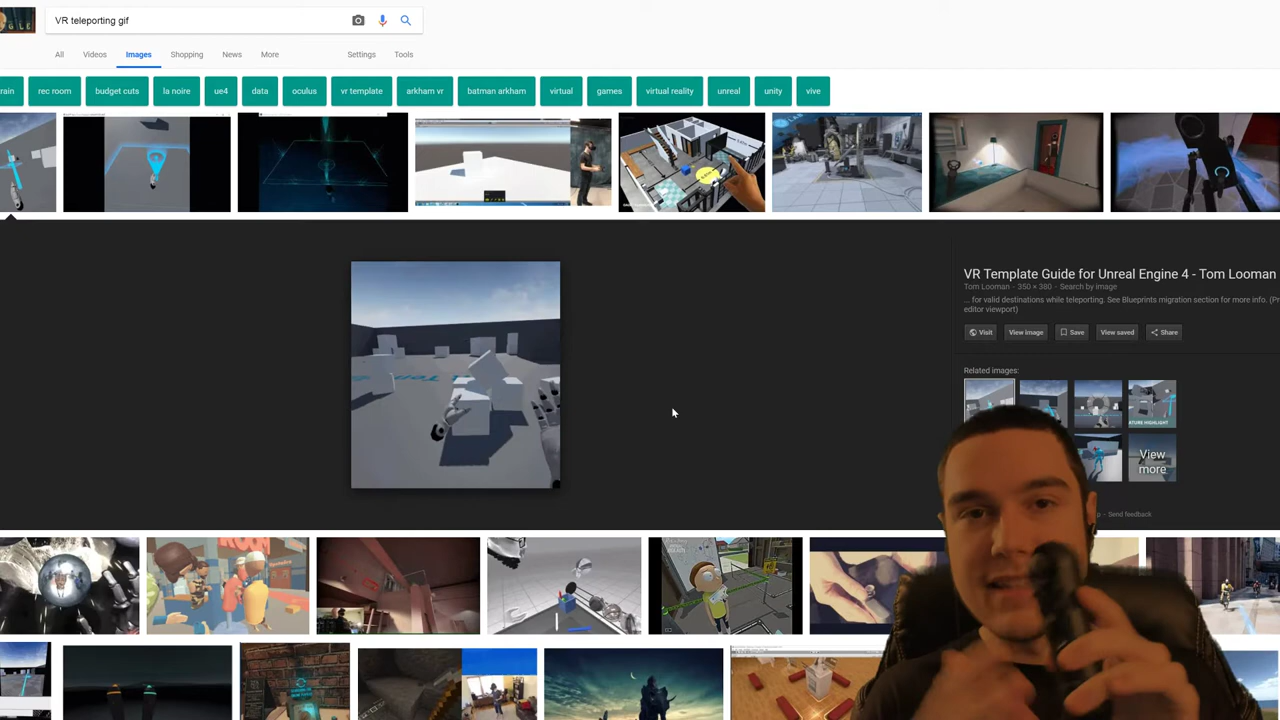 VR teleporting gif
All Videos Images Shopping News More Settings Tools
rain rec room budget cuts la noire ue4 data oculus vr template arkham vr batman arkham virtual games virtual reality unreal unity vive
VR Template Guide for Unreal Engine 4 - Tom Looman
Tom Looman - 350 × 380 - Search by image
... for valid destinations while teleporting. See Blueprints migration section for more info. (Pr
editor viewport)
Visit View image Save View saved Share
Related images:
ATURE HIGHLIGHT
View
more
- Send feedback